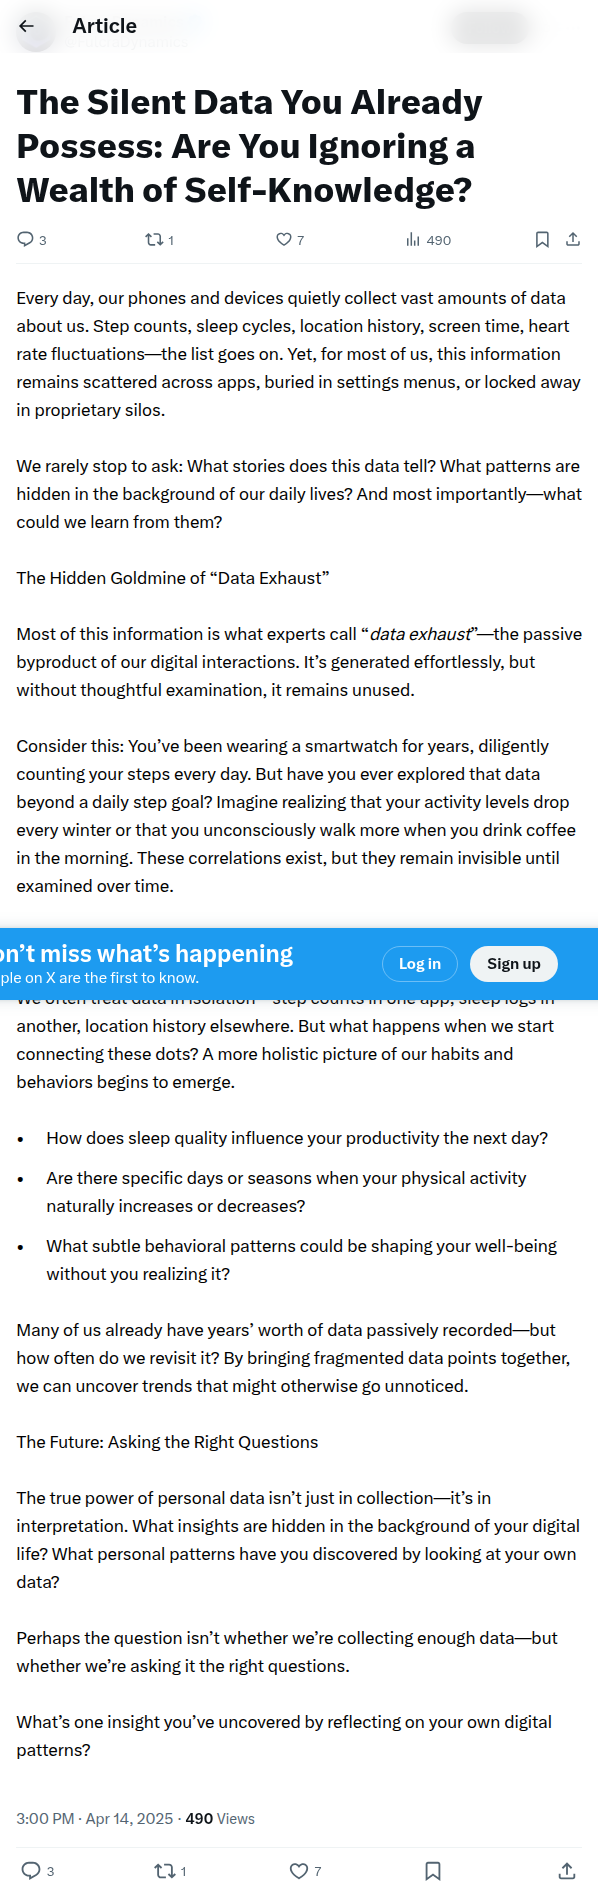 Article
The Silent Data You Already
Possess: Are You Ignoring a
Wealth of Self-Knowledge?
3 1 7 490
Every day, our phones and devices quietly collect vast amounts of data
about us. Step counts, sleep cycles, location history, screen time, heart
rate fluctuations—the list goes on. Yet, for most of us, this information
remains scattered across apps, buried in settings menus, or locked away
in proprietary silos.
We rarely stop to ask: What stories does this data tell? What patterns are
hidden in the background of our daily lives? And most importantly—what
could we learn from them?
The Hidden Goldmine of “Data Exhaust”
Most of this information is what experts call “data exhaust”—the passive
byproduct of our digital interactions. It’s generated effortlessly, but
without thoughtful examination, it remains unused.
Consider this: You’ve been wearing a smartwatch for years, diligently
counting your steps every day. But have you ever explored that data
beyond a daily step goal? Imagine realizing that your activity levels drop
every winter or that you unconsciously walk more when you drink coffee
in the morning. These correlations exist, but they remain invisible until
examined over time.
on’t miss what’s happening
ple on X are the first to know.
Log in
Sign up
We often treat data in isolation—step counts in one app, sleep logs in
another, location history elsewhere. But what happens when we start
connecting these dots? A more holistic picture of our habits and
behaviors begins to emerge.
• How does sleep quality influence your productivity the next day?
• Are there specific days or seasons when your physical activity
naturally increases or decreases?
• What subtle behavioral patterns could be shaping your well-being
without you realizing it?
Many of us already have years’ worth of data passively recorded—but
how often do we revisit it? By bringing fragmented data points together,
we can uncover trends that might otherwise go unnoticed.
The Future: Asking the Right Questions
The true power of personal data isn’t just in collection—it’s in
interpretation. What insights are hidden in the background of your digital
life? What personal patterns have you discovered by looking at your own
data?
Perhaps the question isn’t whether we’re collecting enough data—but
whether we’re asking it the right questions.
What’s one insight you’ve uncovered by reflecting on your own digital
patterns?
3:00 PM · Apr 14, 2025 · 490 Views
3 1 7